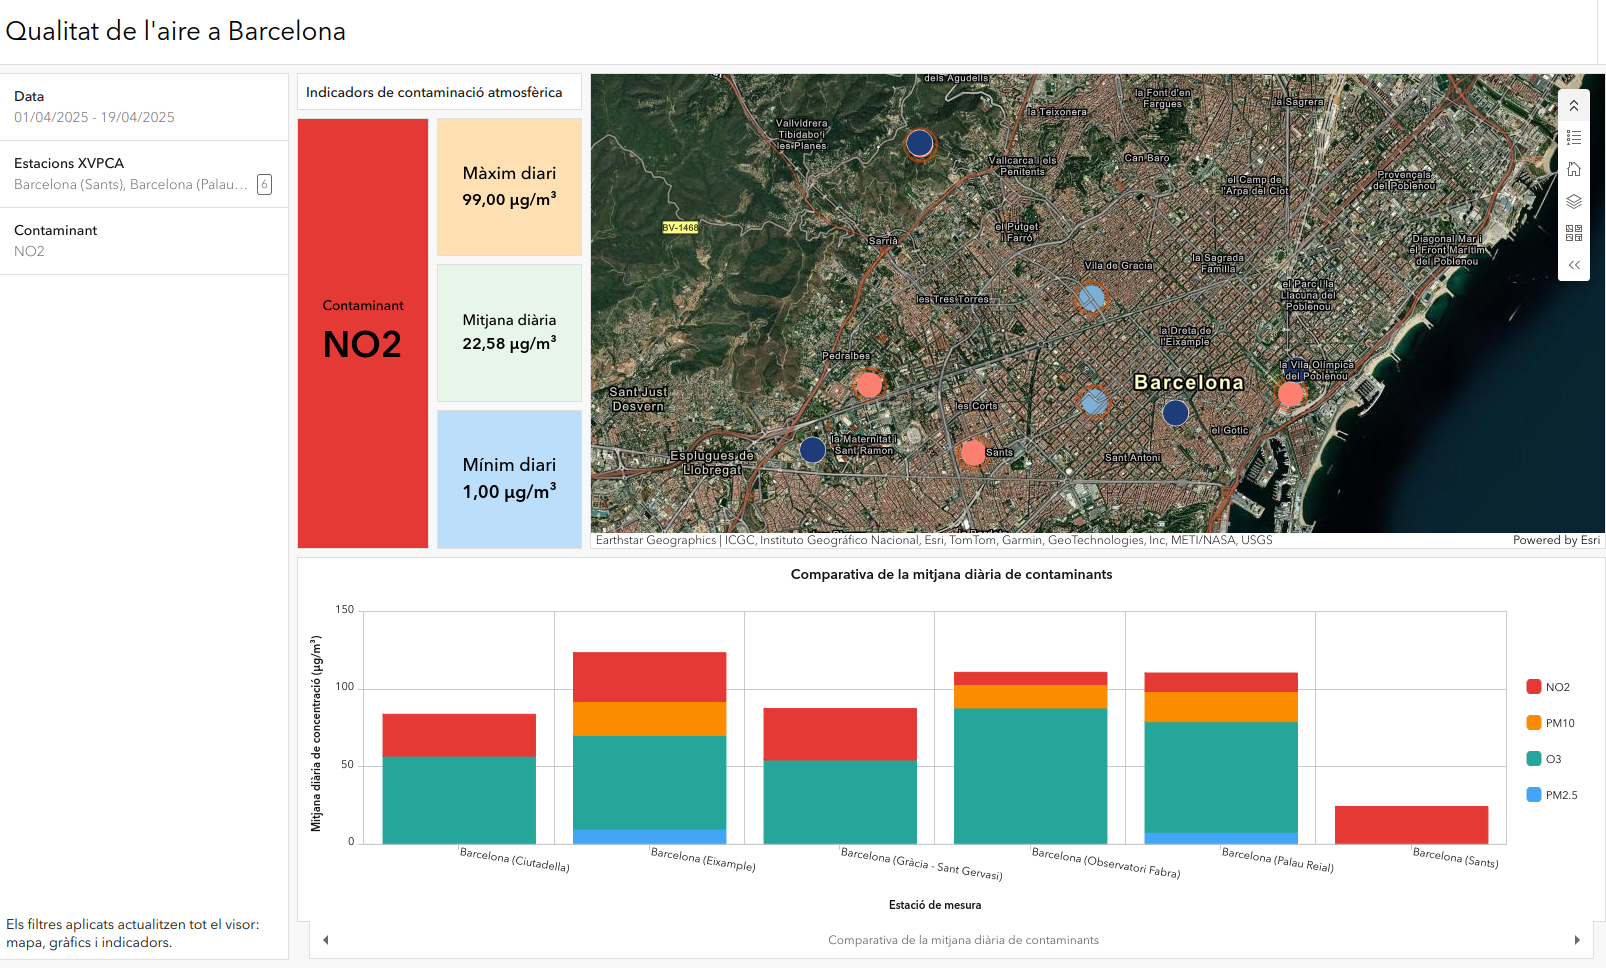 Qualitat de l'aire a Barcelona
Data
01/04/2025 - 19/04/2025
Estacions XVPCA
Barcelona (Sants), Barcelona (Palau... 6
Contaminant
NO2
Els filtres aplicats actualitzen tot el visor:
mapa, gràfics i indicadors.
Indicadors de contaminació atmosfèrica
Contaminant
NO2
Màxim diari
99,00 µg/m³
Mitjana diària
22,58 µg/m³
Mínim diari
1,00 µg/m³
dels Agudells
la Font d'en
Fargues
la Sagrera
la Teixonera
Vallvidrera
Tibidabo i
les Planes
Vallcarca i els
Penitents
Can Baro
el Camp de
l'Arpa del Clot
Provençals
del Poblenou
BV-1468
Sarrià
el Putget
i Farró
Vila de Gracia
la Sagrada
Familia
Diagonal Mar i
el Front Marítim
del Poblenou
les Tres Torres
el Parc i la
Llacuna del
Poblenou
la Dreta de
l'Eixample
Pedralbes
la Vila Olímpica
del Poblenou
Barcelona
Sant Just
Desvern
les Corts
el Gotic
la Maternitat i
Sant Ramon
Sants
Sant Antoni
Esplugues de
Llobregat
Earthstar Geographics | ICGC, Instituto Geográfico Nacional, Esri, TomTom, Garmin, GeoTechnologies, Inc, METI/NASA, USGS
Powered by Esri
Comparativa de la mitjana diària de contaminants
Mitjana diària de concentració (µg/m³)
150
100
50
0
Barcelona (Ciutadella)
Barcelona (Eixample)
Barcelona (Gràcia - Sant Gervasi)
Barcelona (Observatori Fabra)
Barcelona (Palau Reial)
Barcelona (Sants)
Estació de mesura
NO2
PM10
O3
PM2.5
Comparativa de la mitjana diària de contaminants